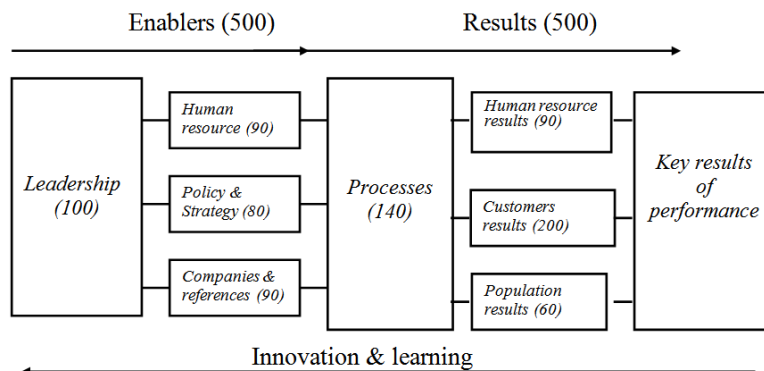 Enablers (500)
Results (500)
Leadership
(100)
Human
resource (90)
Policy &
Strategy (80)
Companies &
references (90)
Processes
(140)
Human resource
results (90)
Customers
results (200)
Population
results (60)
Key results
of
performance
Innovation & learning